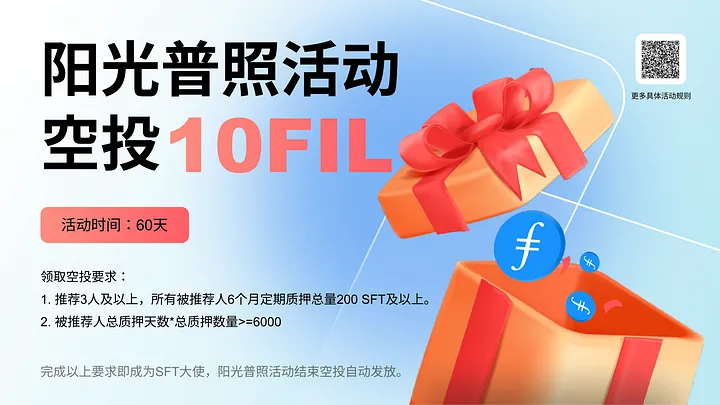 阳光普照活动
空投10FIL
更多具体活动规则
活动时间：60天
领取空投要求：
1. 推荐3人及以上，所有被推荐人6个月定期质押总量200 SFT及以上。
2. 被推荐人总质押天数*总质押数量>=6000
完成以上要求即成为SFT大使，阳光普照活动结束空投自动发放。